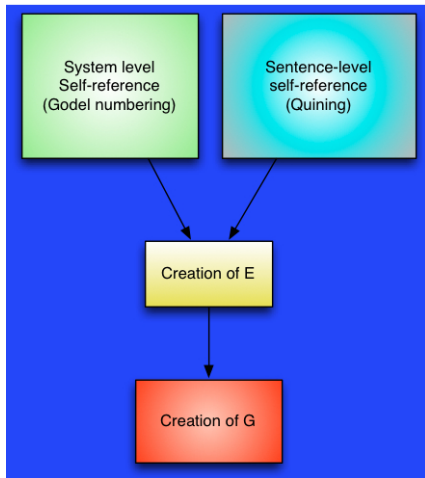 System level
Self-reference
(Godel numbering)
Sentence-level
self-reference
(Quining)
Creation of E
Creation of G